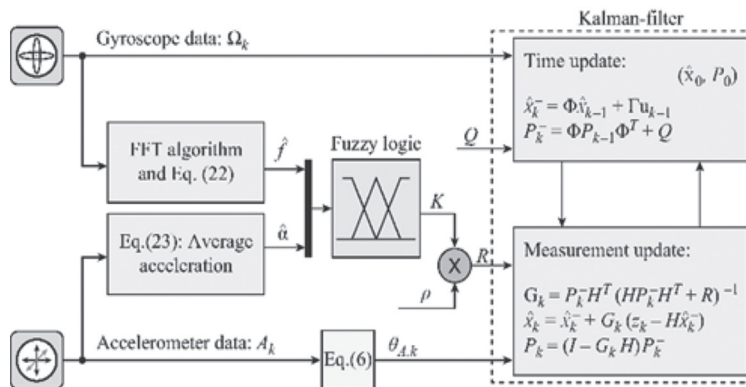 Kalman-filter
Gyroscope data: Ωₖ
Time update:
(x̂₀, P₀)
x̂ₖ⁻ = Φx̂ₖ₋₁ + Γuₖ₋₁
Pₖ⁻ = ΦPₖ₋₁Φᵀ + Q
Q
FFT algorithm
and Eq. (22)
f̂
Fuzzy logic
K
Eq.(23): Average
acceleration
α̂
X
R
ρ
Measurement update:
Gₖ = Pₖ⁻Hᵀ (HPₖ⁻Hᵀ + R) ⁻¹
x̂ₖ = x̂ₖ⁻ + Gₖ (zₖ – Hx̂ₖ⁻)
Pₖ = (I – Gₖ H)Pₖ⁻
Accelerometer data: Aₖ
Eq.(6)
θA,k